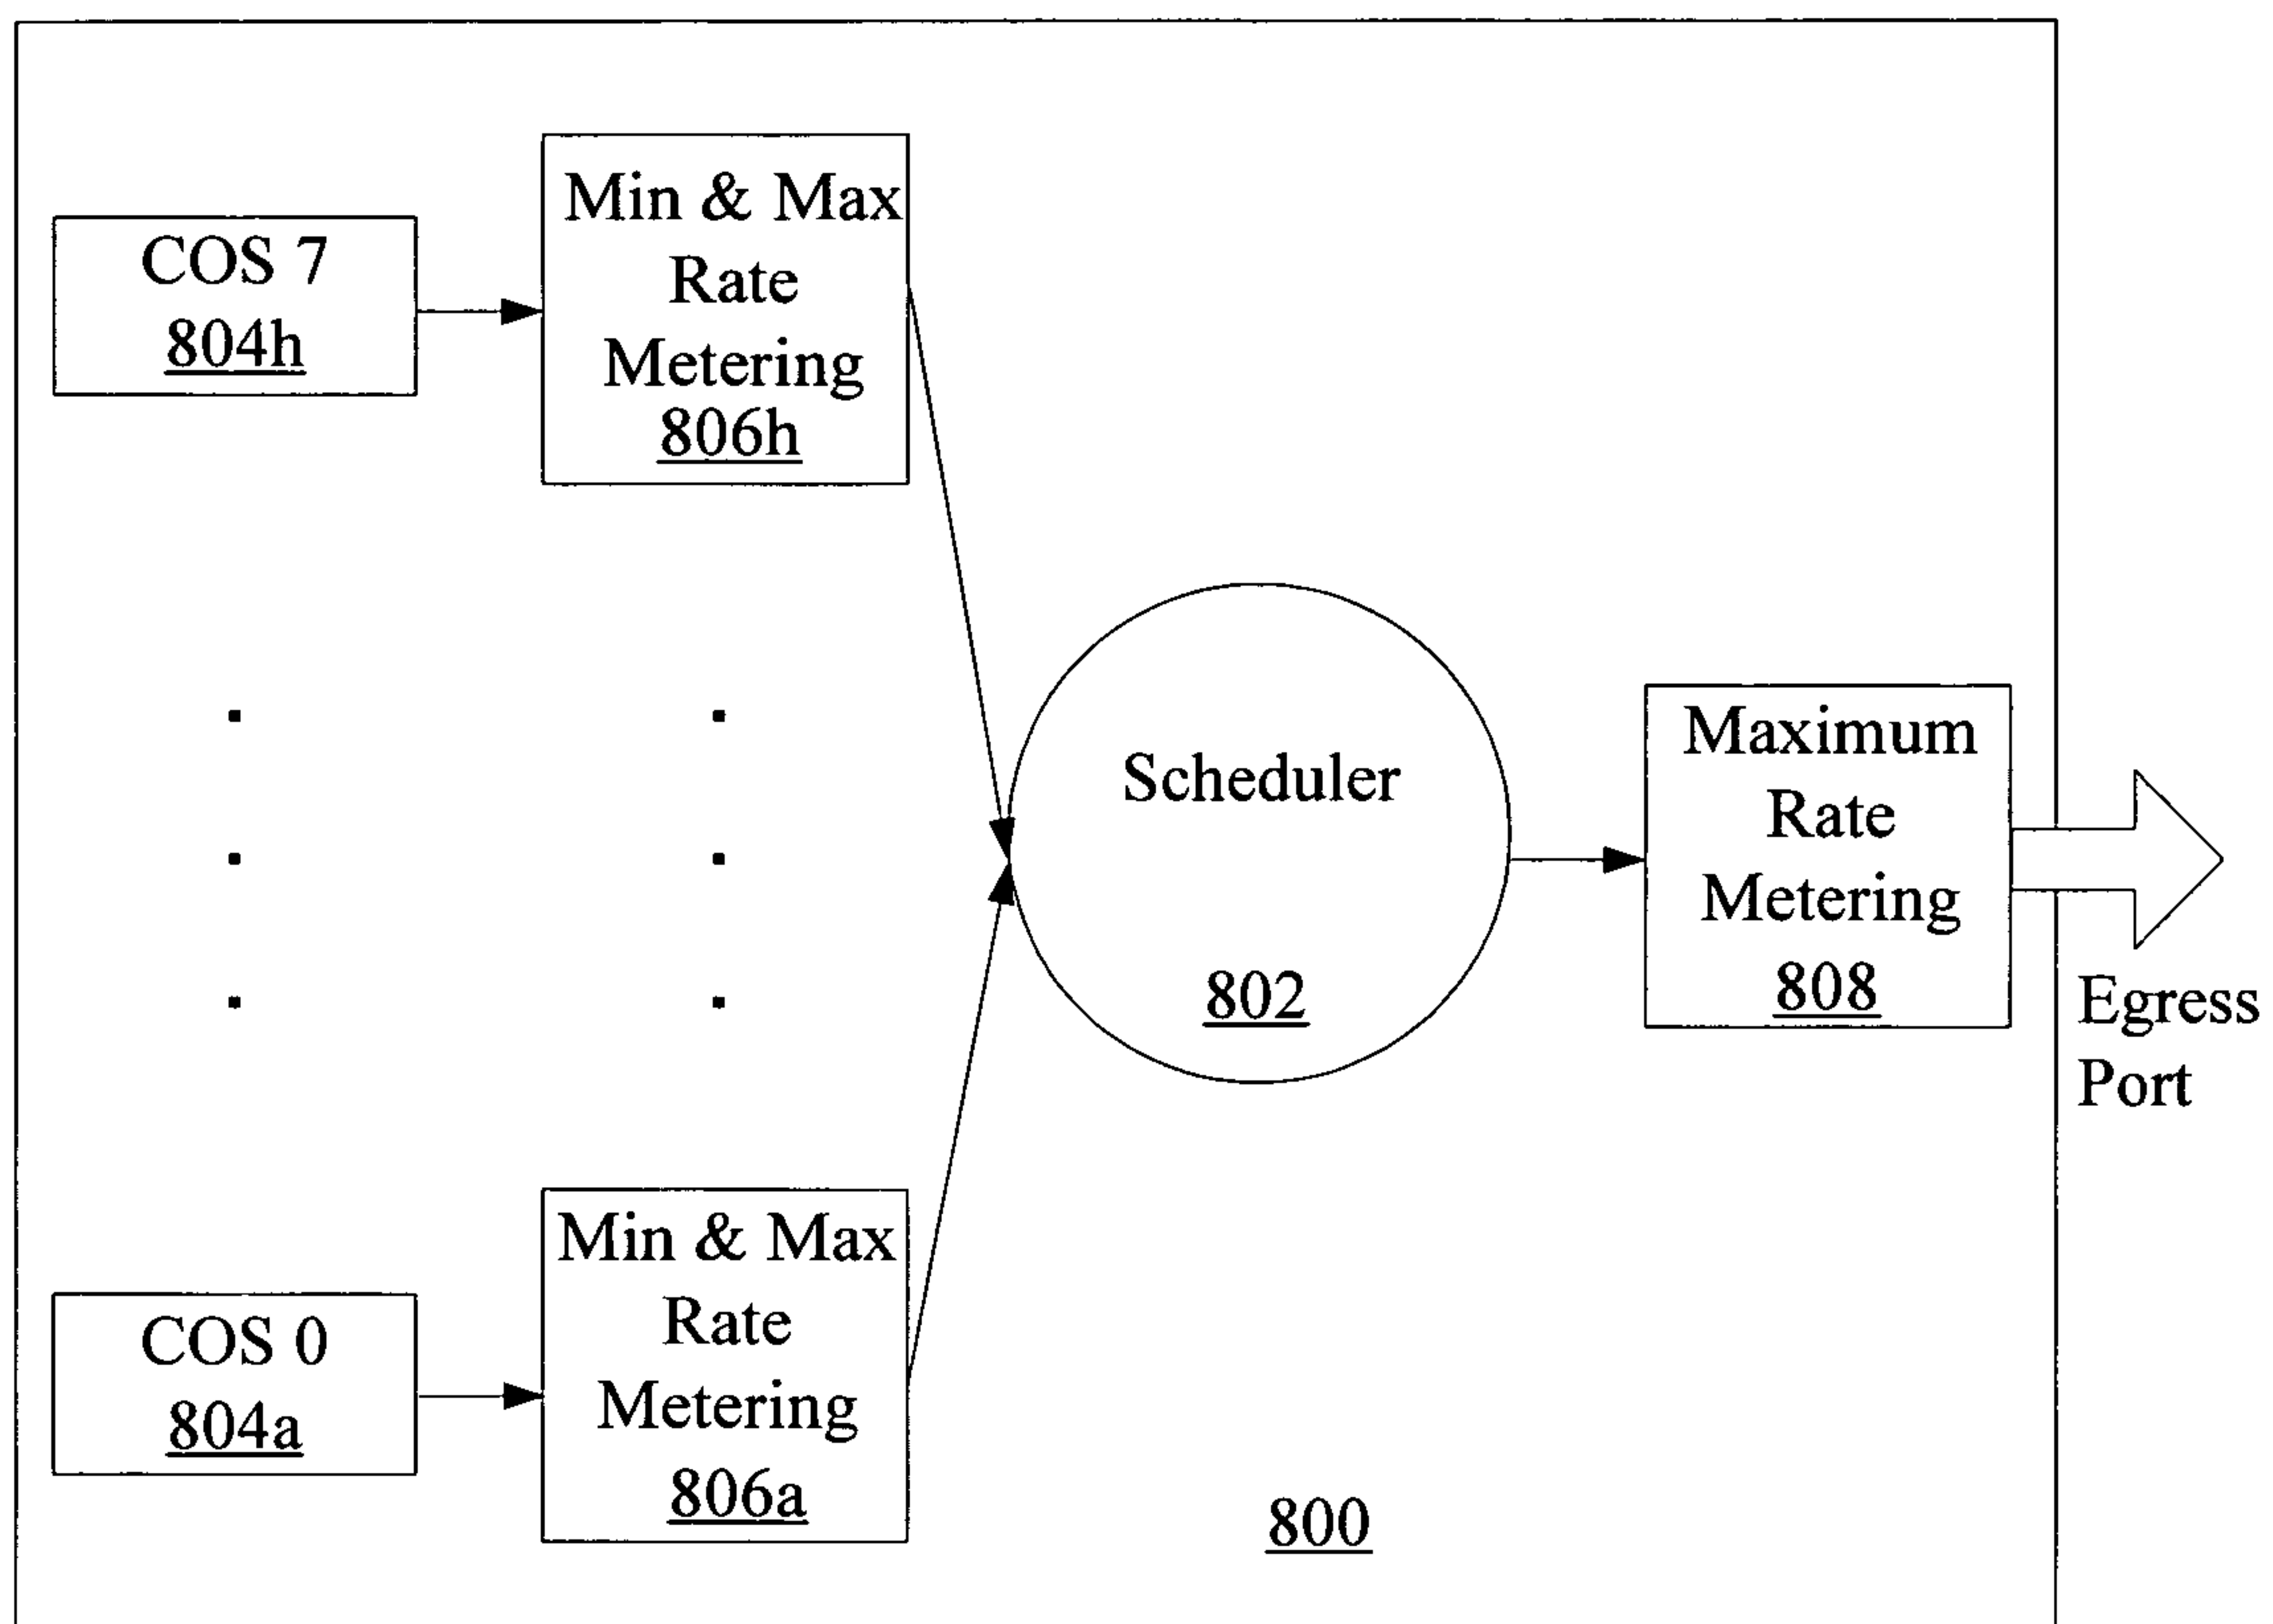 COS 7
804h
Min & Max
Rate
Metering
806h
Scheduler
802
Maximum
Rate
Metering
808
Egress
Port
COS 0
804a
Min & Max
Rate
Metering
806a
800